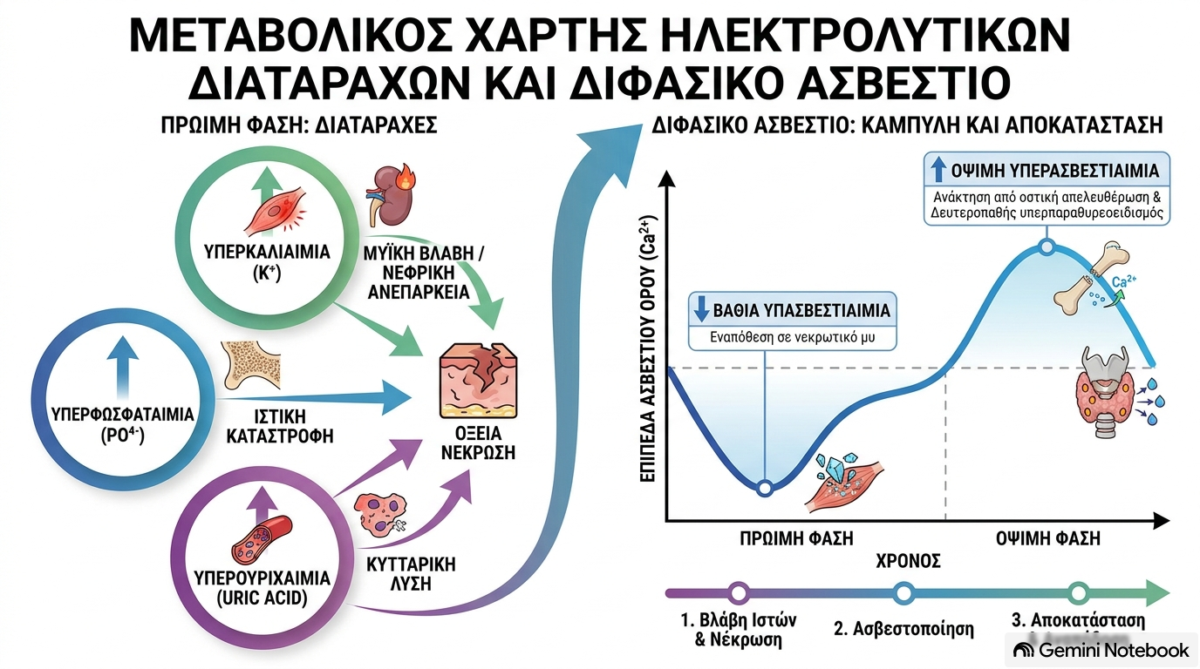 ΜΕΤΑΒΟΛΙΚΟΣ ΧΑΡΤΗΣ ΗΛΕΚΤΡΟΛΥΤΙΚΩΝ
ΔΙΑΤΑΡΑΧΩΝ ΚΑΙ ΔΙΦΑΣΙΚΟ ΑΣΒΕΣΤΙΟ
ΠΡΩΙΜΗ ΦΑΣΗ: ΔΙΑΤΑΡΑΧΕΣ
ΥΠΕΡΚΑΛΙΑΙΜΙΑ
(K⁺)
ΜΥΪΚΗ ΒΛΑΒΗ /
ΝΕΦΡΙΚΗ
ΑΝΕΠΑΡΚΕΙΑ
ΥΠΕΡΦΩΣΦΑΤΑΙΜΙΑ
(PO⁴⁻)
ΙΣΤΙΚΗ
ΚΑΤΑΣΤΡΟΦΗ
ΟΞΕΙΑ
ΝΕΚΡΩΣΗ
ΥΠΕΡΟΥΡΙΧΑΙΜΙΑ
(URIC ACID)
ΚΥΤΤΑΡΙΚΗ
ΛΥΣΗ
ΔΙΦΑΣΙΚΟ ΑΣΒΕΣΤΙΟ: ΚΑΜΠΥΛΗ ΚΑΙ ΑΠΟΚΑΤΑΣΤΑΣΗ
ΟΨΙΜΗ ΥΠΕΡΑΣΒΕΣΤΙΑΙΜΙΑ
Ανάκτηση από οστική απελευθέρωση &
Δευτεροπαθής υπερπαραθυρεοειδισμός
Ca²⁺
ΒΑΘΙΑ ΥΠΑΣΒΕΣΤΙΑΙΜΙΑ
Εναπόθεση σε νεκρωτικό μυ
ΕΠΙΠΕΔΑ ΑΣΒΕΣΤΙΟΥ ΟΡΟΥ (Ca²⁺)
ΠΡΩΙΜΗ ΦΑΣΗ
ΟΨΙΜΗ ΦΑΣΗ
ΧΡΟΝΟΣ
1. Βλάβη Ιστών
& Νέκρωση
2. Ασβεστοποίηση
3. Αποκατάσταση
Gemini Notebook